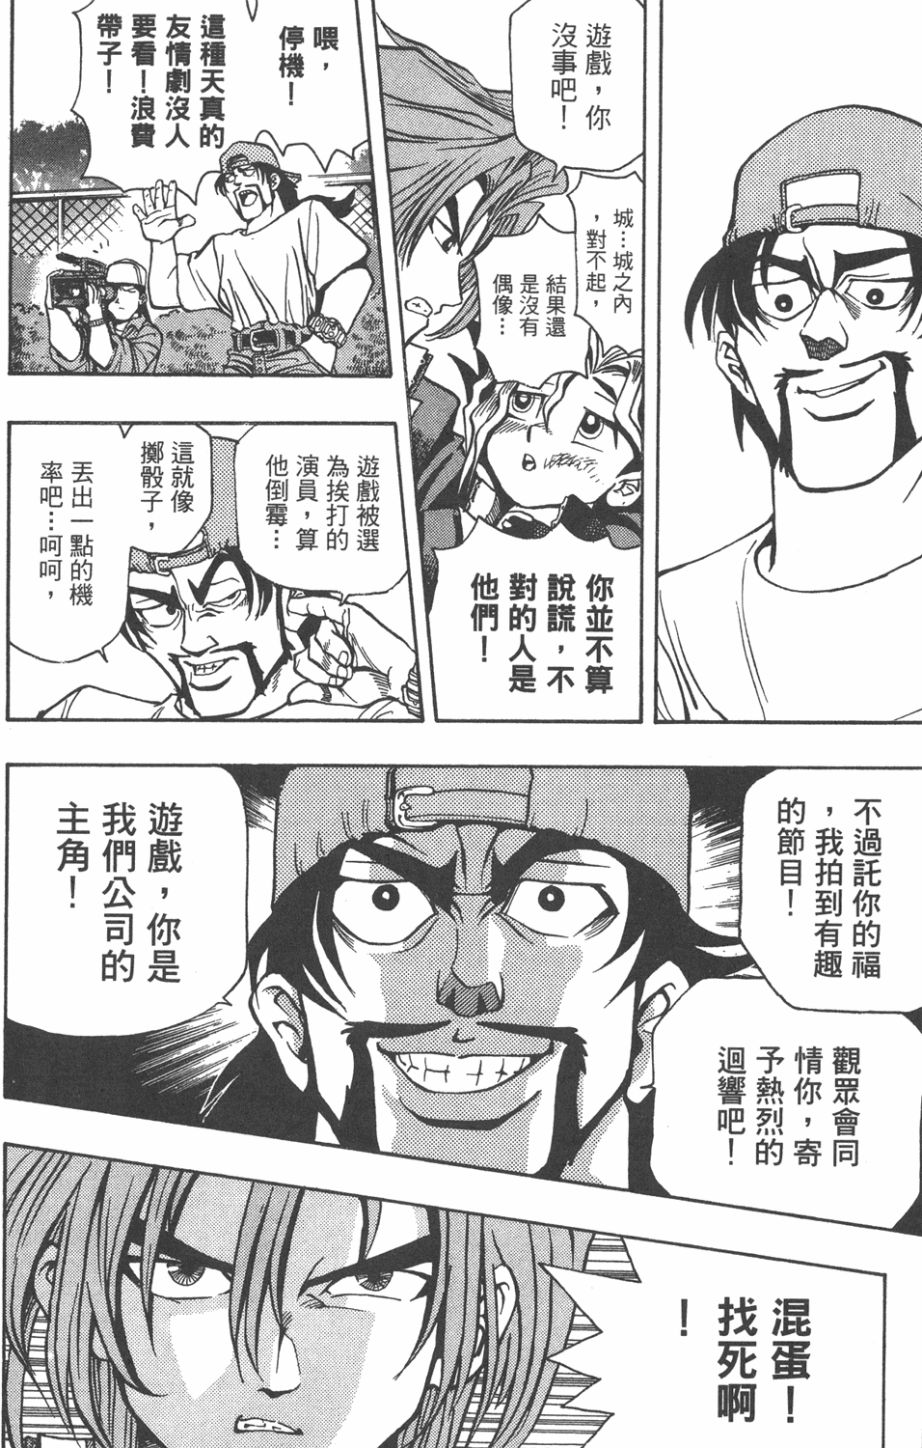 遊戲，你
沒事吧！
城…城之內
，對不起，
結果還
是沒有
偶像…
你並不算
說謊，不
對的人是
他們！
喂，
停機！
這種天真的
友情劇沒人
要看！浪費
帶子！
遊戲被選
為挨打的
演員，算
他倒霉…
這就像
擲骰子，
丟出一點的機
率吧…呵呵，
不過託你的福
，我拍到有趣
的節目！
觀眾會同
情你，寄
予熱烈的
迴響吧！
遊戲，你是
我們公司的
主角！
混蛋！
找死啊
！